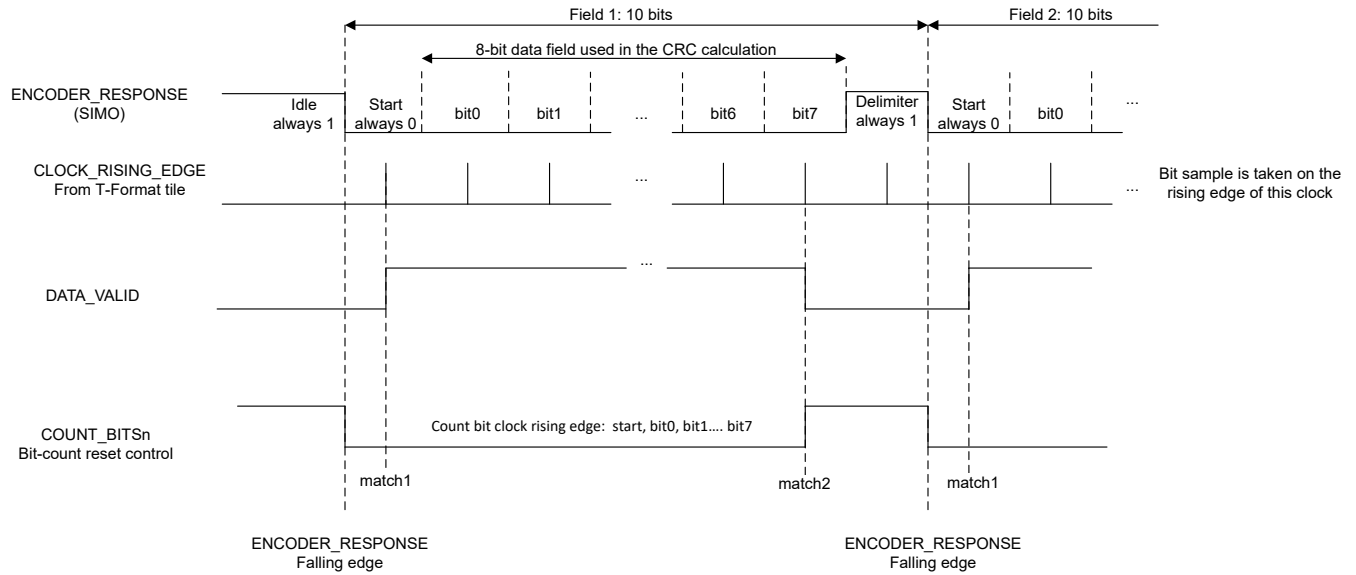 Field 1: 10 bits
Field 2: 10 bits
8-bit data field used in the CRC calculation
ENCODER_RESPONSE
(SIMO)
Idle
always 1
Start
always 0
bit0
bit1
...
bit6
bit7
Delimiter
always 1
Start
always 0
bit0
...
CLOCK_RISING_EDGE
From T-Format tile
...
...
Bit sample is taken on the
rising edge of this clock
DATA_VALID
...
COUNT_BITSn
Bit-count reset control
Count bit clock rising edge: start, bit0, bit1.... bit7
match1
match2
match1
ENCODER_RESPONSE
Falling edge
ENCODER_RESPONSE
Falling edge